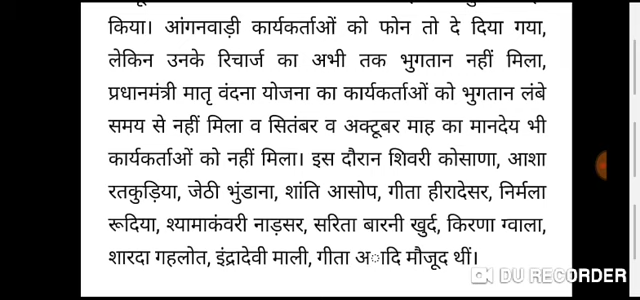 किया। आंगनवाड़ी कार्यकर्ताओं को फोन तो दे दिया गया,
लेकिन उनके रिचार्ज का अभी तक भुगतान नहीं मिला,
प्रधानमंत्री मातृ वंदना योजना का कार्यकर्ताओं को भुगतान लंबे
समय से नहीं मिला व सितंबर व अक्टूबर माह का मानदेय भी
कार्यकर्ताओं को नहीं मिला। इस दौरान शिवरी कोसाणा, आशा
रतकुड़िया, जेठी भुंडाना, शांति आसोप, गीता हीरादेसर, निर्मला
रूदिया, श्यामाकंवरी नाड़सर, सरिता बारनी खुर्द, किरणा ग्वाला,
शारदा गहलोत, इंद्रादेवी माली, गीता अादि मौजूद थीं।
DU RECORDER